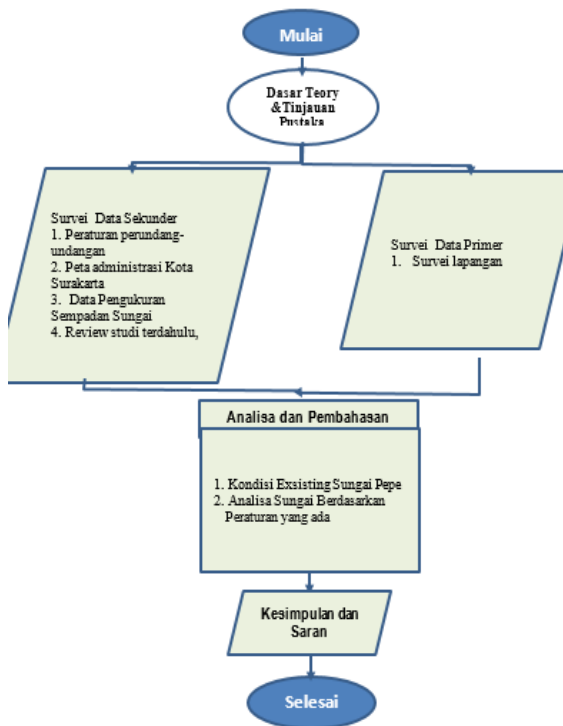 Mulai
Dasar Teory
&Tinjauan
Pustaka
Survei Data Sekunder
1. Peraturan perundang-
undangan
2. Peta administrasi Kota
Surakarta
3. Data Pengukuran
Sempadan Sungai
4. Review studi terdahulu,
Survei Data Primer
1. Survei lapangan
Analisa dan Pembahasan
1. Kondisi Exsisting Sungai Pepe
2. Analisa Sungai Berdasarkan
Peraturan yang ada
Kesimpulan dan
Saran
Selesai